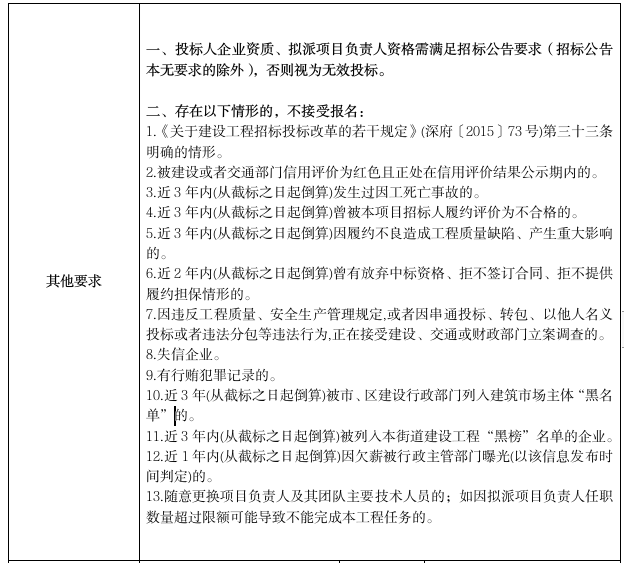 一、投标人企业资质、拟派项目负责人资格需满足招标公告要求（招标公告
本无要求的除外），否则视为无效投标。
二、存在以下情形的，不接受报名：
1.《关于建设工程招标投标改革的若干规定》(深府〔2015〕73号)第三十三条
明确的情形。
2.被建设或者交通部门信用评价为红色且正处在信用评价结果公示期内的。
3.近3年内(从截标之日起倒算)发生过因工死亡事故的。
4.近3年内(从截标之日起倒算)曾被本项目招标人履约评价为不合格的。
5.近3年内(从截标之日起倒算)因履约不良造成工程质量缺陷、产生重大影响
的。
其他要求
6.近2年内(从截标之日起倒算)曾有放弃中标资格、拒不签订合同、拒不提供
履约担保情形的。
7.因违反工程质量、安全生产管理规定,或者因串通投标、转包、以他人名义
投标或者违法分包等违法行为,正在接受建设、交通或财政部门立案调查的。
8.失信企业。
9.有行贿犯罪记录的。
10.近3年(从截标之日起倒算)被市、区建设行政部门列入建筑市场主体“黑名
单”的。
11.近3年内(从截标之日起倒算)被列入本街道建设工程“黑榜”名单的企业。
12.近1年内(从截标之日起倒算)因欠薪被行政主管部门曝光(以该信息发布时
间判定)的。
13.随意更换项目负责人及其团队主要技术人员的；如因拟派项目负责人任职
数量超过限额可能导致不能完成本工程任务的。